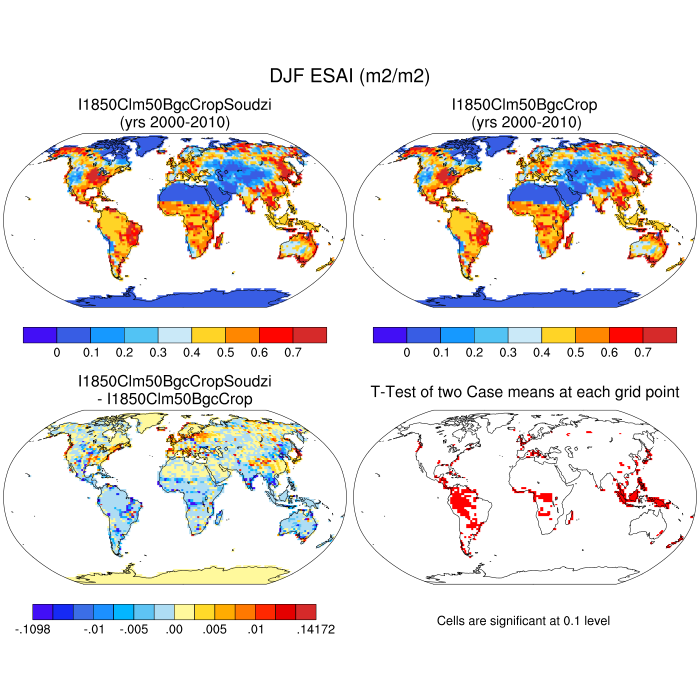 DJF ESAI (m2/m2)
I1850Clm50BgcCropSoudzi
(yrs 2000-2010)
I1850Clm50BgcCrop
(yrs 2000-2010)
0 0.1 0.2 0.3 0.4 0.5 0.6 0.7
0 0.1 0.2 0.3 0.4 0.5 0.6 0.7
I1850Clm50BgcCropSoudzi
- I1850Clm50BgcCrop
T-Test of two Case means at each grid point
-.1098 -.01 -.005 .00 .005 .01 .14172
Cells are significant at 0.1 level